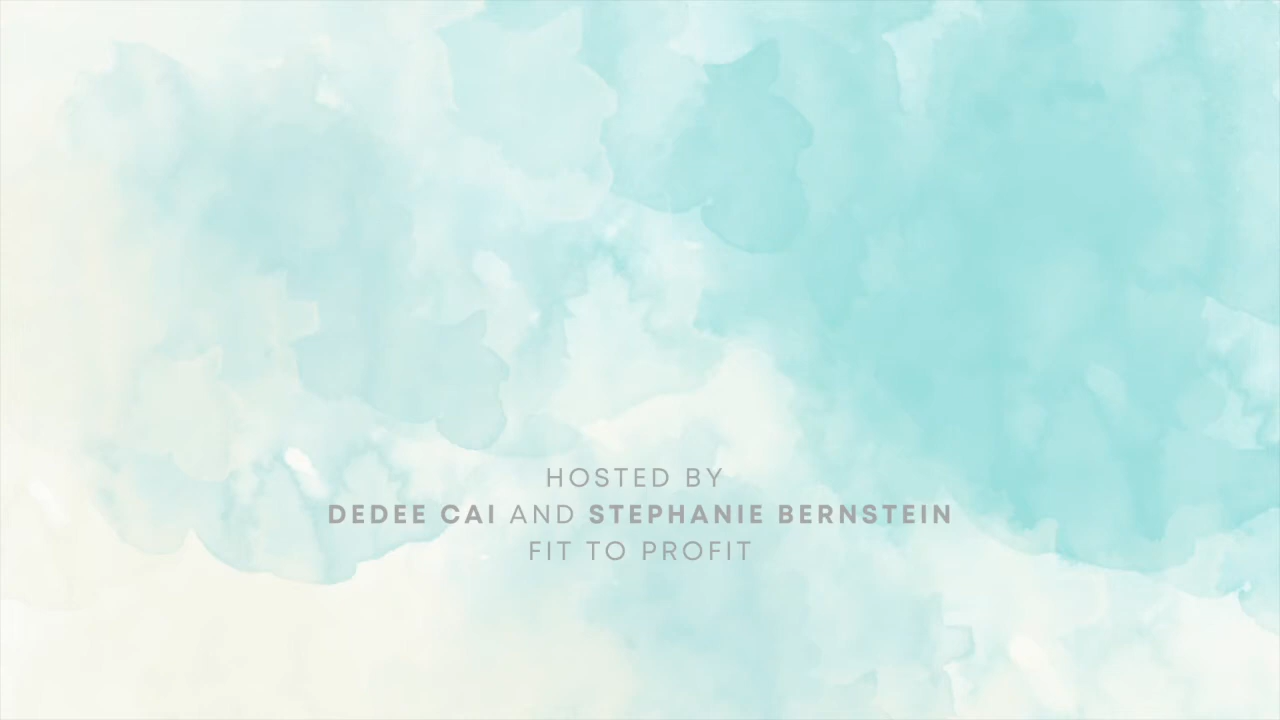 HOSTED BY
DEDEE CAI AND STEPHANIE BERNSTEIN
FIT TO PROFIT